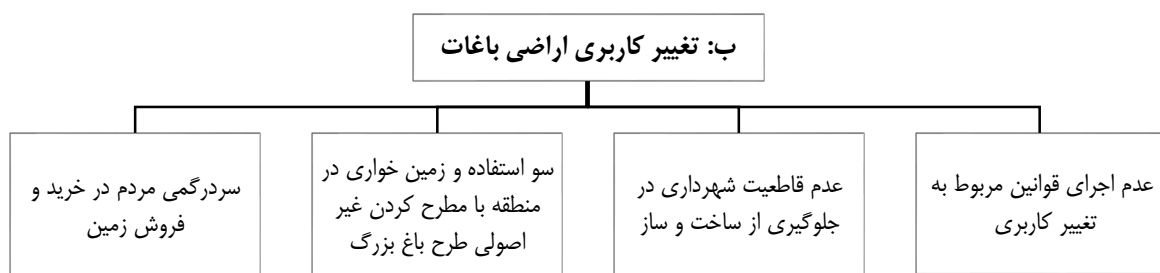 ب: تغییر کاربری اراضی باغات
عدم اجرای قوانین مربوط به
تغییر کاربری
عدم قاطعیت شهرداری در
جلوگیری از ساخت و ساز
سو استفاده و زمین خواری در
منطقه با مطرح کردن غیر
اصولی طرح باغ بزرگ
سردرگمی مردم در خرید و
فروش زمین